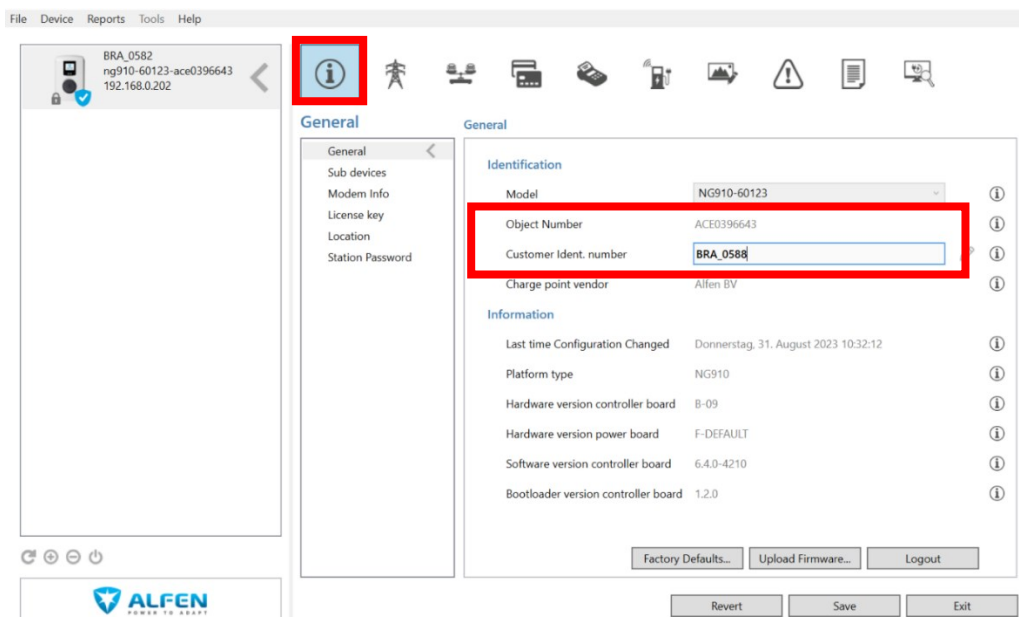 File Device Reports Tools Help
BRA_0582
ng910-60123-ace0396643
192.168.0.202
General
General
Sub devices
Modem Info
License key
Location
Station Password
General
Identification
Model NG910-60123
Object Number ACE0396643
Customer Ident. number BRA_0588
Charge point vendor Alfen BV
Information
Last time Configuration Changed Donnerstag, 31. August 2023 10:32:12
Platform type NG910
Hardware version controller board B-09
Hardware version power board F-DEFAULT
Software version controller board 6.4.0-4210
Bootloader version controller board 1.2.0
Factory Defaults... Upload Firmware... Logout
ALFEN
POWER TO ADAPT
Revert Save Exit